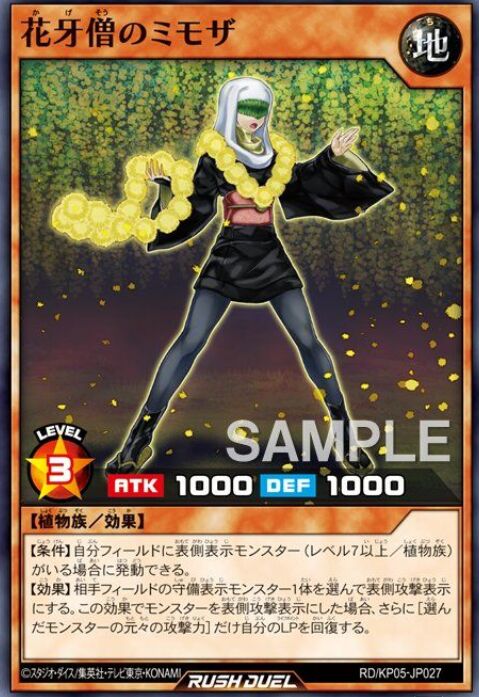 花牙僧のミモザ
地
SAMPLE
LEVEL
3
ATK 1000 DEF 1000
【植物族／効果】
【条件】自分フィールドに表側表示モンスター（レベル7以上／植物族）
がいる場合に発動できる。
【効果】相手フィールドの守備表示モンスター1体を選んで表側攻撃表示
にする。この効果でモンスターを表側攻撃表示にした場合、さらに［選ん
だモンスターの元々の攻撃力］だけ自分のLPを回復する。
©スタジオ・ダイス/集英社・テレビ東京・KONAMI
RUSH DUEL
RD/KP05-JP027